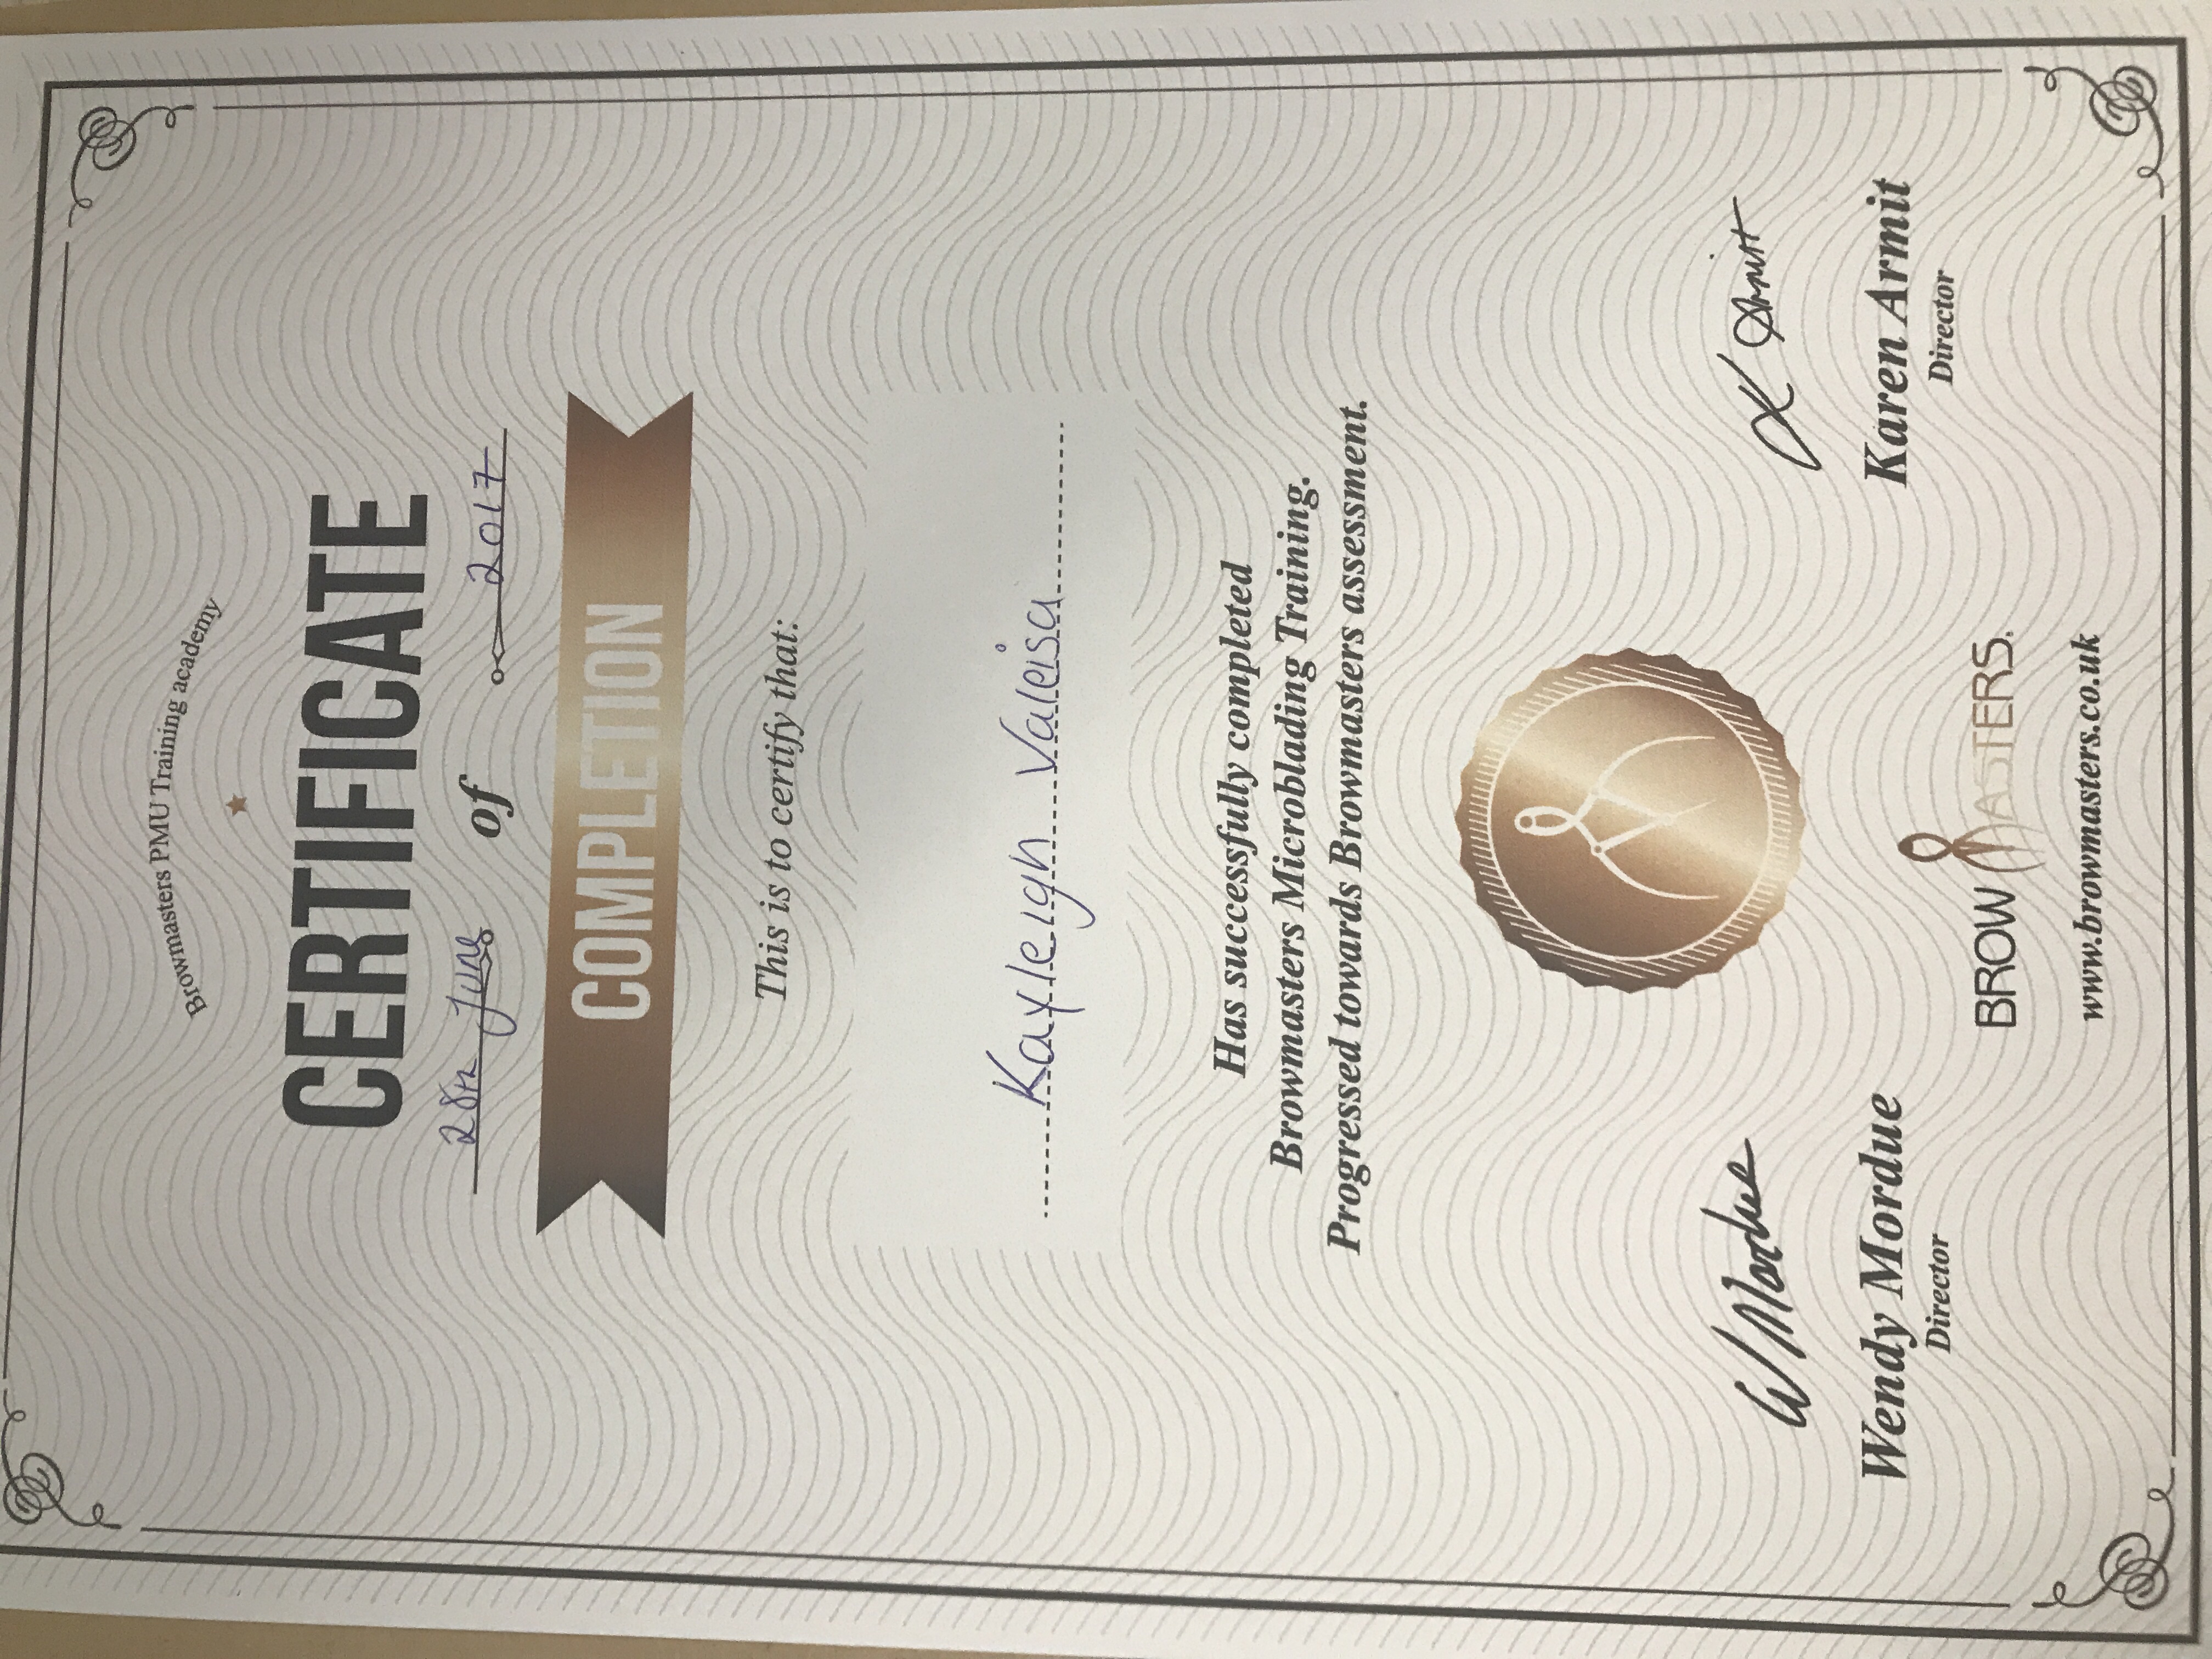 Browmasters PMU Training academy
CERTIFICATE
28th June of 2017
COMPLETION
This is to certify that:
Kayleigh Valeisa
Has successfully completed
Browmasters Microblading Training.
Progressed towards Browmasters assessment.
W Mordue
K Armitt
Wendy Mordue
Karen Armit
Director
Director
BROWMASTERS.
www.browmasters.co.uk